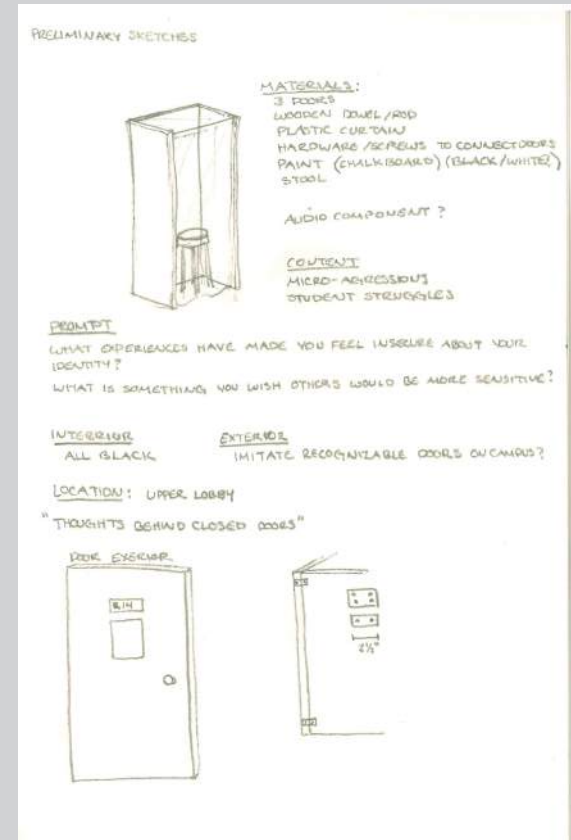 PRELIMINARY SKETCHES
MATERIALS:
3 DOORS
WOODEN DOWEL/ROD
PLASTIC CURTAIN
HARDWARE/SCREWS TO CONNECT DOORS
PAINT (CHALKBOARD) (BLACK/WHITE)
STOOL
AUDIO COMPONENT?
CONTENT
MICRO-AGRESSIONS
STUDENT STRUGGLES
PROMPT
WHAT EXPERIENCES HAVE MADE YOU FEEL INSECURE ABOUT YOUR
IDENTITY?
WHAT IS SOMETHING YOU WISH OTHERS WOULD BE MORE SENSITIVE?
INTERRIOR
ALL BLACK
EXTERIOR
IMITATE RECOGNIZABLE DOORS ON CAMPUS?
LOCATION: UPPER LOBBY
"THOUGHTS BEHIND CLOSED DOORS"
DOOR EXERIOR
2½"